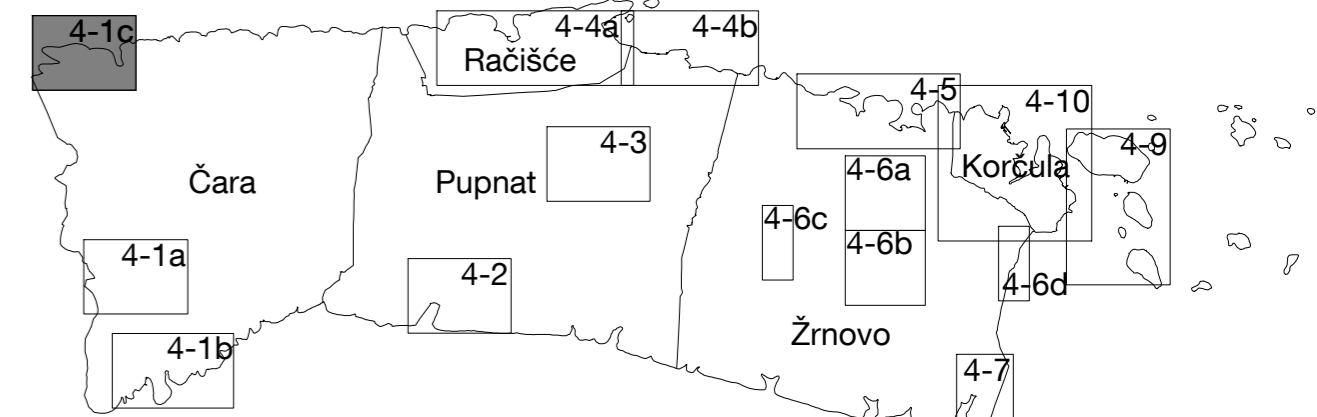 4-1c
4-4a
4-4b
Račišće
4-5
4-10
4-3
4-9
Čara
Pupnat
4-6a
Korčula
4-6c
4-6b
4-1a
4-2
4-6d
Žrnovo
4-1b
4-7